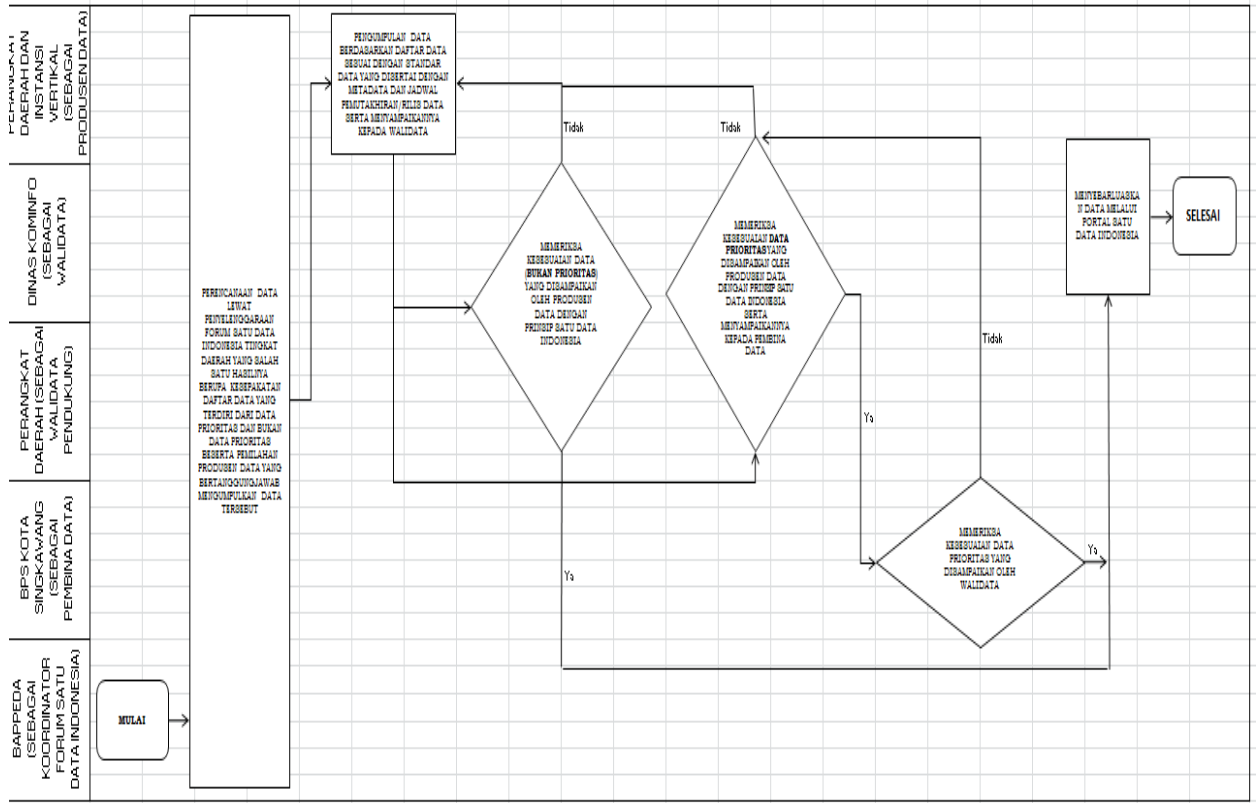 PERANGKAT
DAERAH DAN
INSTANSI
VERTIKAL
(SEBAGAI
PRODUSEN DATA)
DINAS KOMINFO
(SEBAGAI
WALIDATA)
PERANGKAT
DAERAH (SEBAGAI
WALIDATA
PENDUKUNG)
BPS KOTA
SINGKAWANG
(SEBAGAI
PEMBINA DATA)
BAPPEDA
(SEBAGAI
KOORDINATOR
FORUM SATU
DATA INDONESIA)
MULAI
PERENCANAAN DATA
LEWAT
PENYELENGGARAAN
FORUM SATU DATA
INDONESIA TINGKAT
DAERAH YANG SALAH
SATU HASILNYA
BERUPA KESEPAKATAN
DAFTAR DATA YANG
TERDIRI DARI DATA
PRIORITAS DAN BUKAN
DATA PRIORITAS
BESERTA PEMILAHAN
PRODUSEN DATA YANG
BERTANGGUNGJAWAB
MENGUMPULKAN DATA
TERSEBUT
PENGUMPULAN DATA
BERDASARKAN DAFTAR DATA
SESUAI DENGAN STANDAR
DATA YANG DISERTAI DENGAN
METADATA DAN JADWAL
PEMUTAKHIRAN/RILIS DATA
SERTA MENYAMPAIKANNYA
KEPADA WALIDATA
Tidak
MEMERIKSA
KESESUAIAN DATA
(BUKAN PRIORITAS)
YANG DISAMPAIKAN
OLEH PRODUSEN
DATA DENGAN
PRINSIP SATU DATA
INDONESIA
Ya
Tidak
MEMERIKSA
KESESUAIAN DATA
PRIORITAS YANG
DISAMPAIKAN OLEH
PRODUSEN DATA
DENGAN PRINSIP SATU
DATA INDONESIA
SERTA
MENYAMPAIKANNYA
KEPADA PEMBINA
DATA
Ya
Tidak
MEMERIKSA
KESESUAIAN DATA
PRIORITAS YANG
DISAMPAIKAN OLEH
WALIDATA
Ya
MENYEBARLUASKA
N DATA MELALUI
PORTAL SATU
DATA INDONESIA
SELESAI